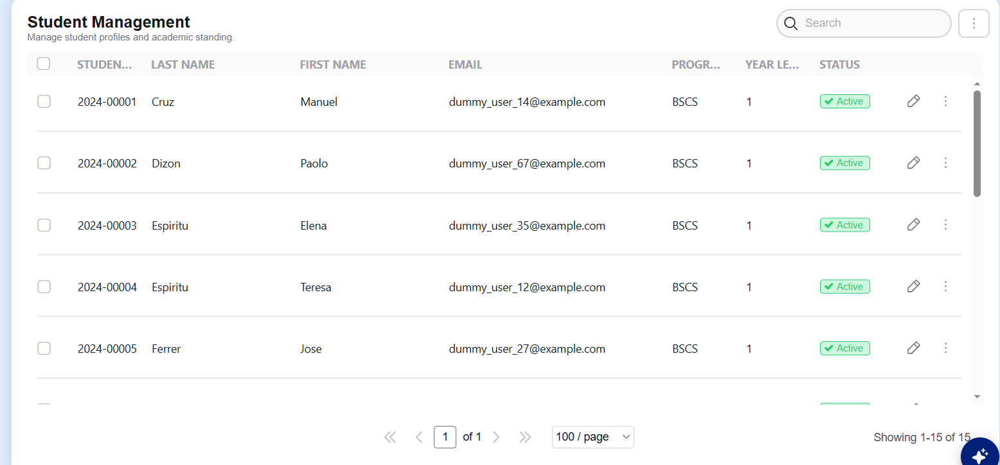 Student Management
Manage student profiles and academic standing.
Search
STUDEN... LAST NAME FIRST NAME EMAIL PROGR... YEAR LE... STATUS
2024-00001 Cruz Manuel dummy_user_14@example.com BSCS 1 Active
2024-00002 Dizon Paolo dummy_user_67@example.com BSCS 1 Active
2024-00003 Espiritu Elena dummy_user_35@example.com BSCS 1 Active
2024-00004 Espiritu Teresa dummy_user_12@example.com BSCS 1 Active
2024-00005 Ferrer Jose dummy_user_27@example.com BSCS 1 Active
1 of 1 100 / page Showing 1-15 of 15